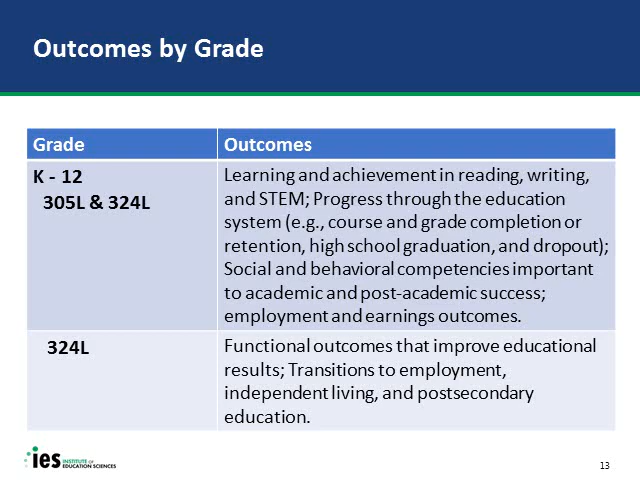 Outcomes by Grade
Grade
Outcomes
K - 12
305L & 324L
Learning and achievement in reading, writing,
and STEM; Progress through the education
system (e.g., course and grade completion or
retention, high school graduation, and dropout);
Social and behavioral competencies important
to academic and post-academic success;
employment and earnings outcomes.
324L
Functional outcomes that improve educational
results; Transitions to employment,
independent living, and postsecondary
education.
ies INSTITUTE OF
EDUCATION SCIENCES
13